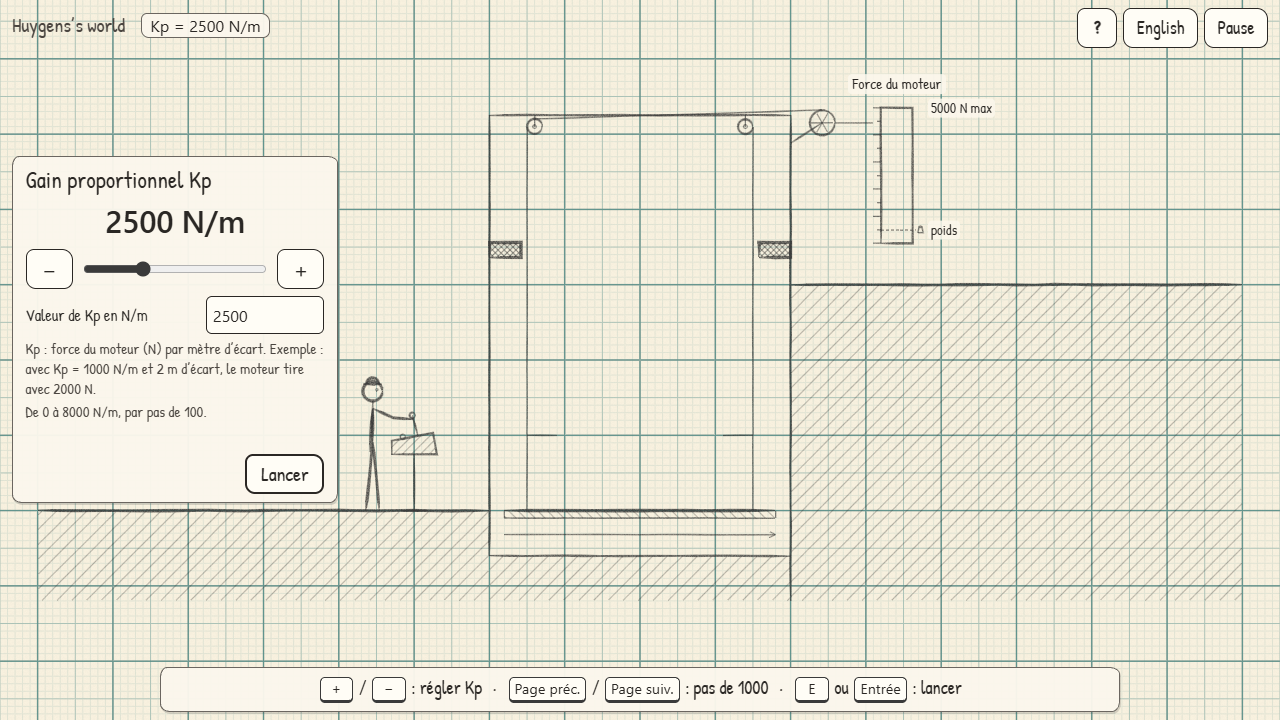 Huygens's world
Kp = 2500 N/m
?
English
Pause
Force du moteur
5000 N max
poids
Gain proportionnel Kp
2500 N/m
−
+
Valeur de Kp en N/m
2500
Kp : force du moteur (N) par mètre d'écart. Exemple :
avec Kp = 1000 N/m et 2 m d'écart, le moteur tire
avec 2000 N.
De 0 à 8000 N/m, par pas de 100.
Lancer
+ / − : régler Kp · Page préc. / Page suiv. : pas de 1000 · E ou Entrée : lancer